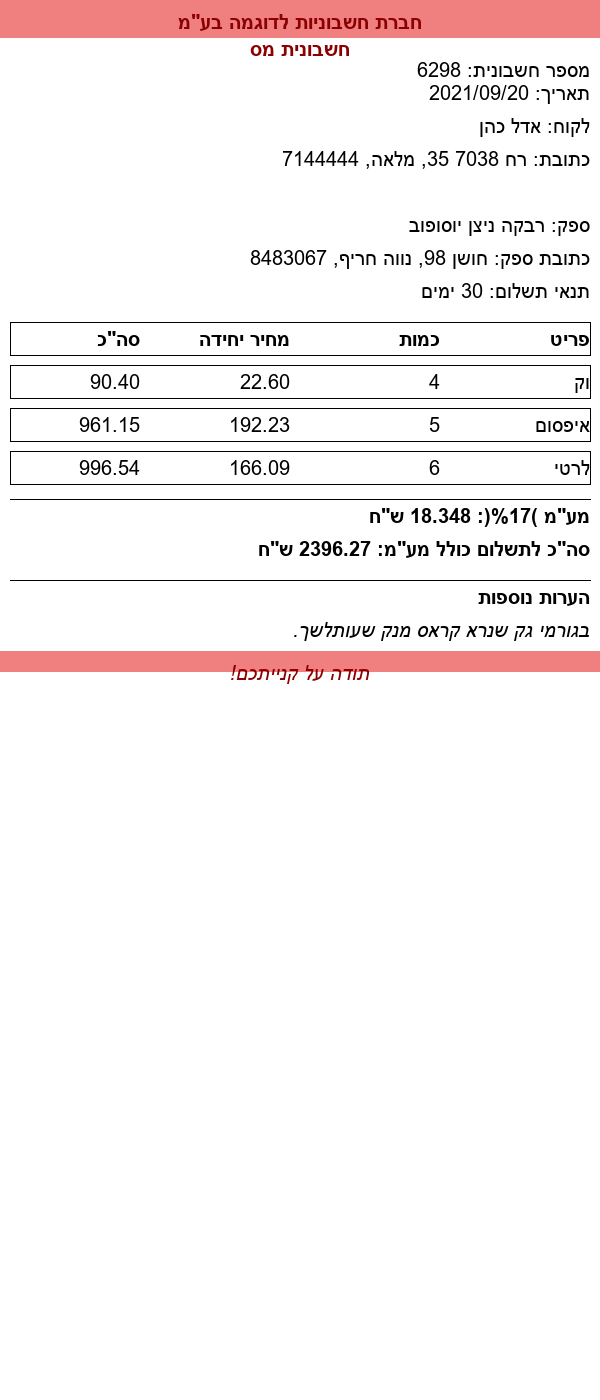 חברת חשבוניות לדוגמה בע"מ
חשבונית מס
מספר חשבונית: 6298
תאריך: 2021/09/20
לקוח: אדל כהן
כתובת: רח 7038 35, מלאה, 7144444
ספק: רבקה ניצן יוסופוב
כתובת ספק: חושן 98, נווה חריף, 8483067
תנאי תשלום: 30 ימים
פריט כמות מחיר יחידה סה"כ
וק 4 22.60 90.40
איפסום 5 192.23 961.15
לרטי 6 166.09 996.54
מע"מ )17%(: 348.18 ש"ח
סה"כ לתשלום כולל מע"מ: 2396.27 ש"ח
הערות נוספות
בגורמי גק שנרא קראס מנק שעותלשך.
תודה על קנייתכם!